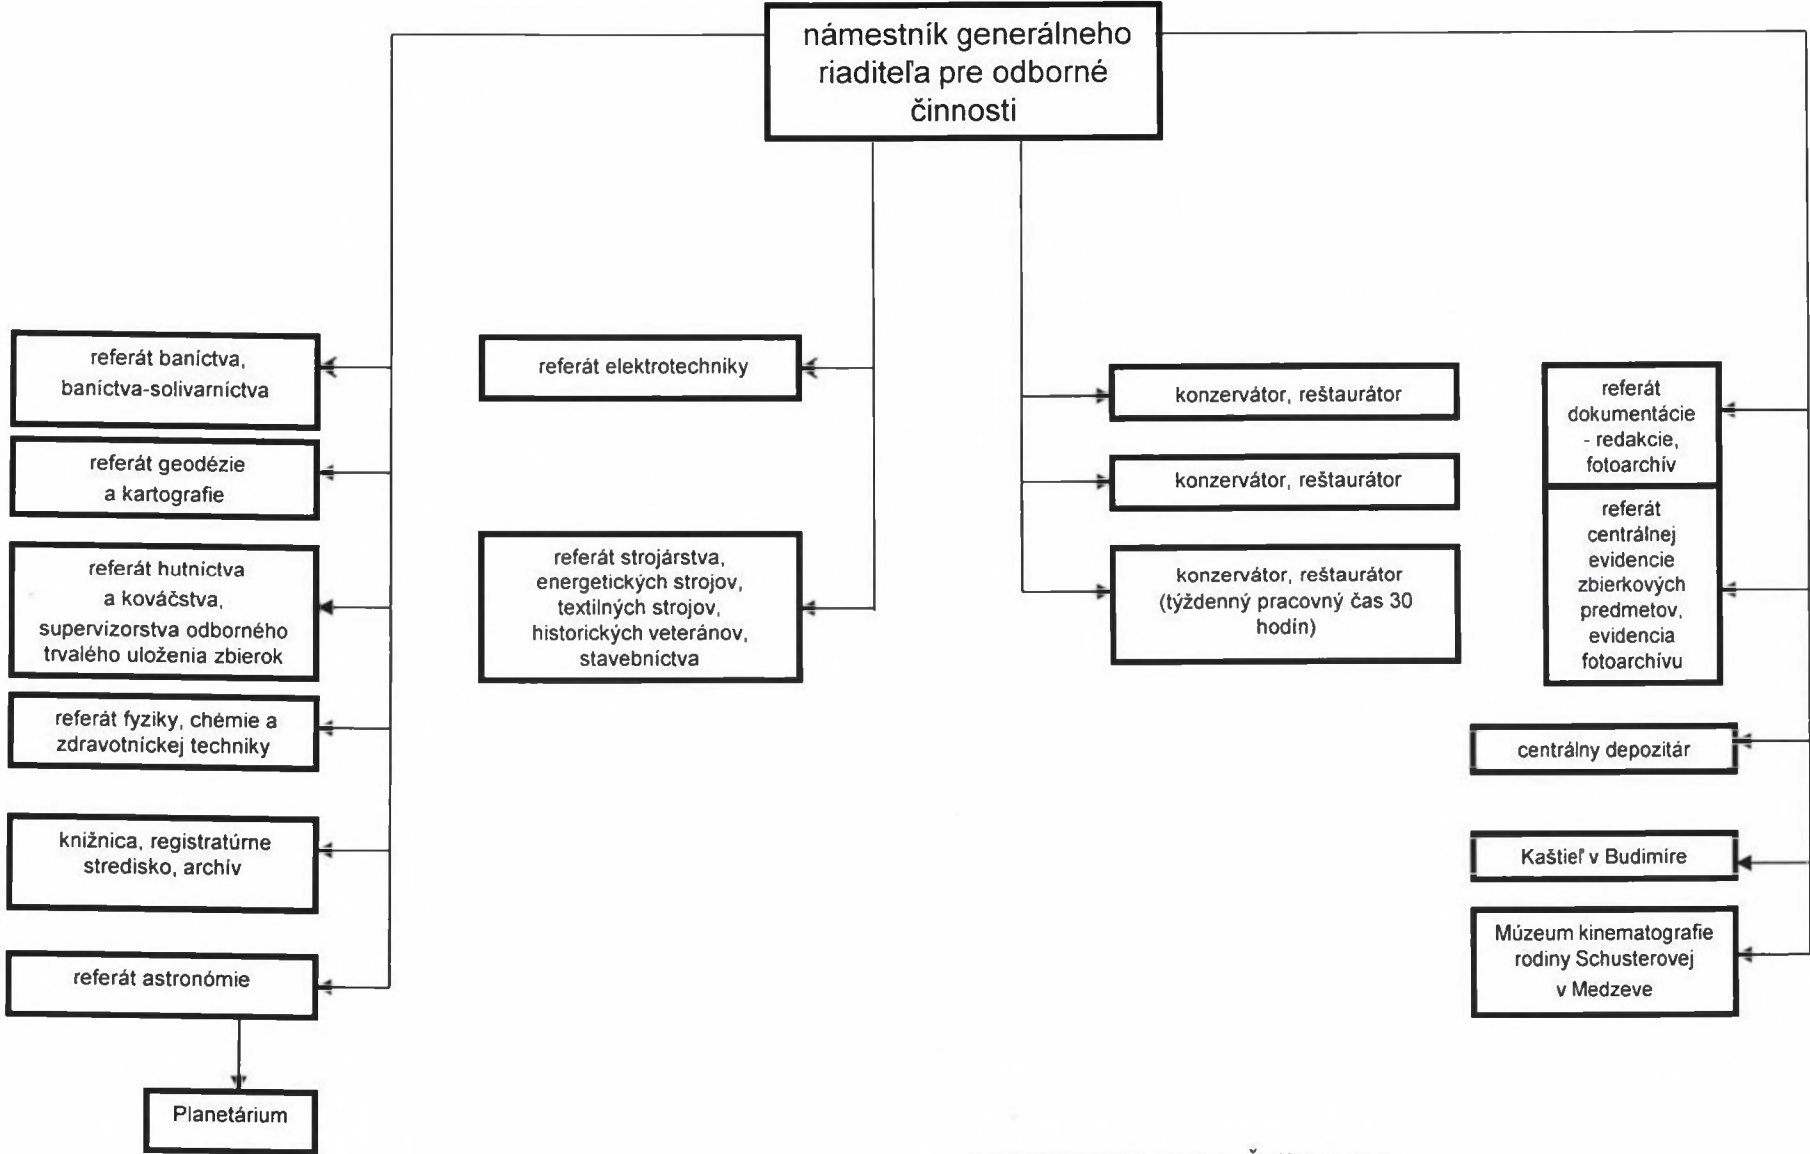 námestník generálneho
riaditeľa pre odborné
činnosti
referát baníctva,
baníctva-solivarníctva
referát geodézie
a kartografie
referát hutníctva
a kováčstva,
supervízorstva odborného
trvalého uloženia zbierok
referát fyziky, chémie a
zdravotníckej techniky
knižnica, registratúrne
stredisko, archív
referát astronómie
Planetárium
referát elektrotechniky
referát strojárstva,
energetických strojov,
textilných strojov,
historických veteránov,
stavebníctva
konzervátor, reštaurátor
konzervátor, reštaurátor
konzervátor, reštaurátor
(týždenný pracovný čas 30
hodín)
referát
dokumentácie
- redakcie,
fotoarchív
referát
centrálnej
evidencie
zbierkových
predmetov,
evidencia
fotoarchívu
centrálny depozitár
Kaštieľ v Budimíre
Múzeum kinematografie
rodiny Schusterovej
v Medzeve